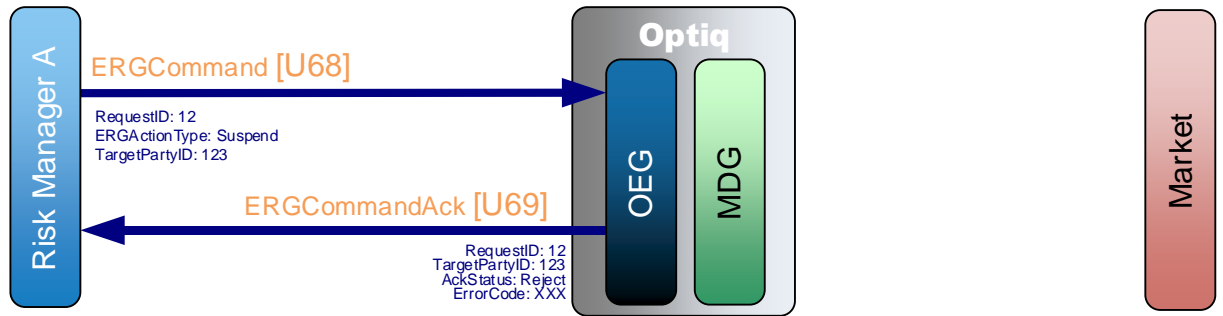 Risk Manager A
ERGCommand [U68]
RequestID: 12
ERGActionType: Suspend
TargetPartyID: 123
ERGCommandAck [U69]
RequestID: 12
TargetPartyID: 123
AckStatus: Reject
ErrorCode: XXX
Optiq
OEG
MDG
Market